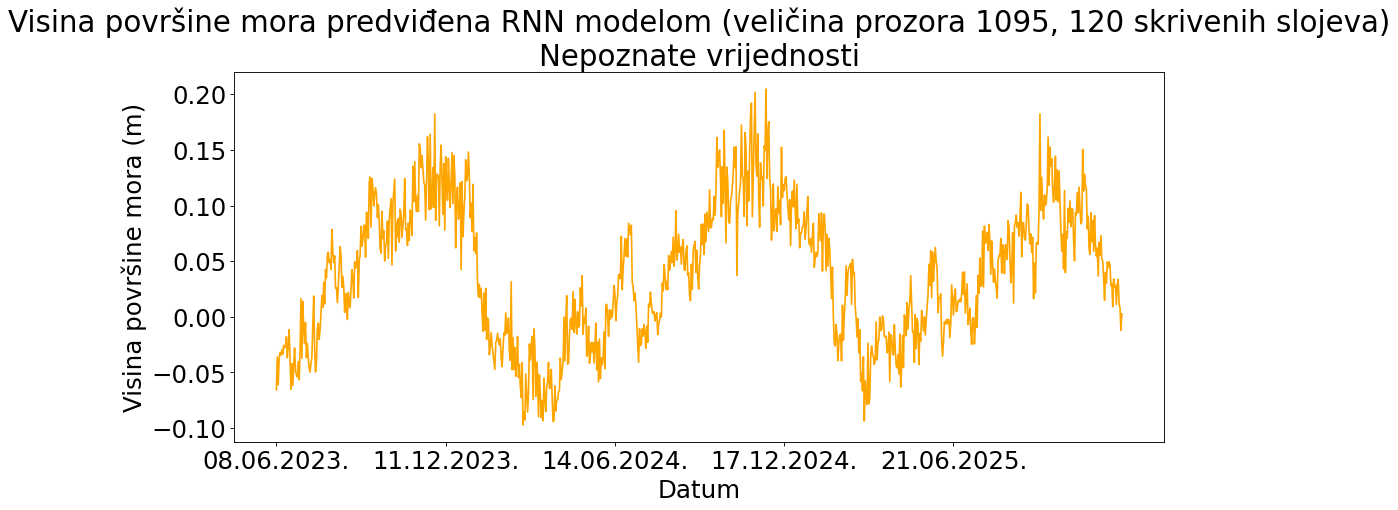 Visina površine mora predviđena RNN modelom (veličina prozora 1095, 120 skrivenih slojeva)
Nepoznate vrijednosti
Visina površine mora (m)
0.20
0.15
0.10
0.05
0.00
−0.05
−0.10
08.06.2023. 11.12.2023. 14.06.2024. 17.12.2024. 21.06.2025.
Datum